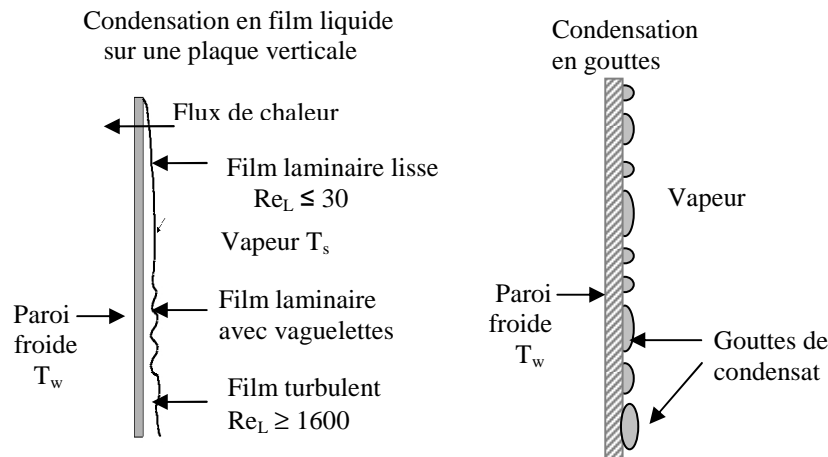 Condensation en film liquide
sur une plaque verticale
Flux de chaleur
Film laminaire lisse
Re_L ≤ 30
Vapeur T_s
Paroi
froide
T_w
Film laminaire
avec vaguelettes
Film turbulent
Re_L ≥ 1600
Condensation
en gouttes
Vapeur
Paroi
froide
T_w
Gouttes de
condensat